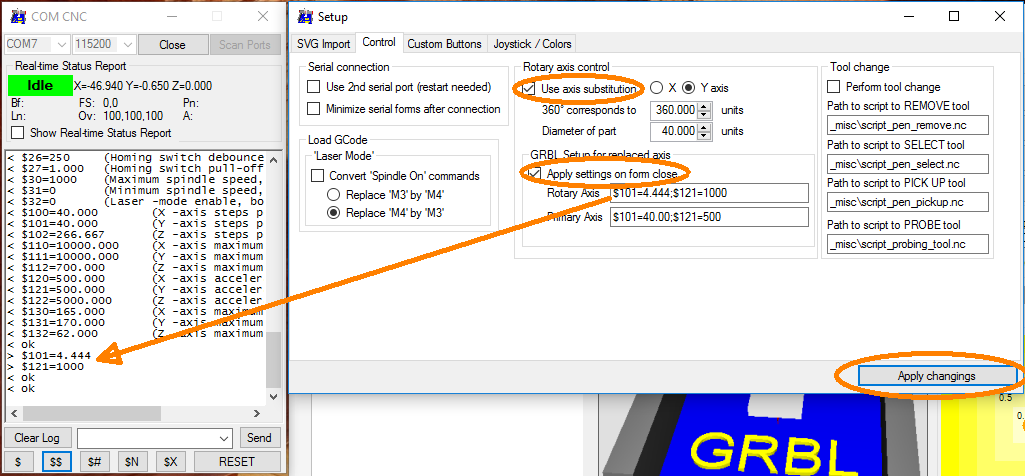 COM CNC
COM7
115200
Close
Scan Ports
Real-time Status Report
Idle
X=-46.940 Y=-0.650 Z=0.000
Bf:
FS: 0,0
Pn:
Ln:
Ov: 100,100,100
A:
Show Real-time Status Report
< $26=250 (Homing switch debounce
< $27=1.000 (Homing switch pull-off
< $30=1000 (Maximum spindle speed,
< $31=0 (Minimum spindle speed,
< $32=0 (Laser -mode enable, bo
< $100=40.000 (X -axis steps p
< $101=40.000 (Y -axis steps p
< $102=266.667 (Z -axis steps p
< $110=10000.000 (X -axis maximum
< $111=10000.000 (Y -axis maximum
< $112=700.000 (Z -axis maximum
< $120=500.000 (X -axis acceler
< $121=500.000 (Y -axis acceler
< $122=5000.000 (Z -axis acceler
< $130=165.000 (X -axis maximum
< $131=170.000 (Y -axis maximum
< $132=62.000 (Z -axis maximum
< ok
> $101=4.444
> $121=1000
< ok
< ok
Clear Log
Send
$
$$
$#
$N
$X
RESET
Setup
SVG Import
Control
Custom Buttons
Joystick / Colors
Serial connection
Use 2nd serial port (restart needed)
Minimize serial forms after connection
Load GCode
'Laser Mode'
Convert 'Spindle On' commands
Replace 'M3' by 'M4'
Replace 'M4' by 'M3'
Rotary axis control
Use axis substitution
X
Y axis
360° corresponds to
360.000
units
Diameter of part
40.000
units
GRBL Setup for replaced axis
Apply settings on form close
Rotary Axis
$101=4.444;$121=1000
Primary Axis
$101=40.00;$121=500
Tool change
Perform tool change
Path to script to REMOVE tool
_misc\script_pen_remove.nc
Path to script to SELECT tool
_misc\script_pen_select.nc
Path to script to PICK UP tool
_misc\script_pen_pickup.nc
Path to script to PROBE tool
_misc\script_probing_tool.nc
Apply changings
GRBL
0.5